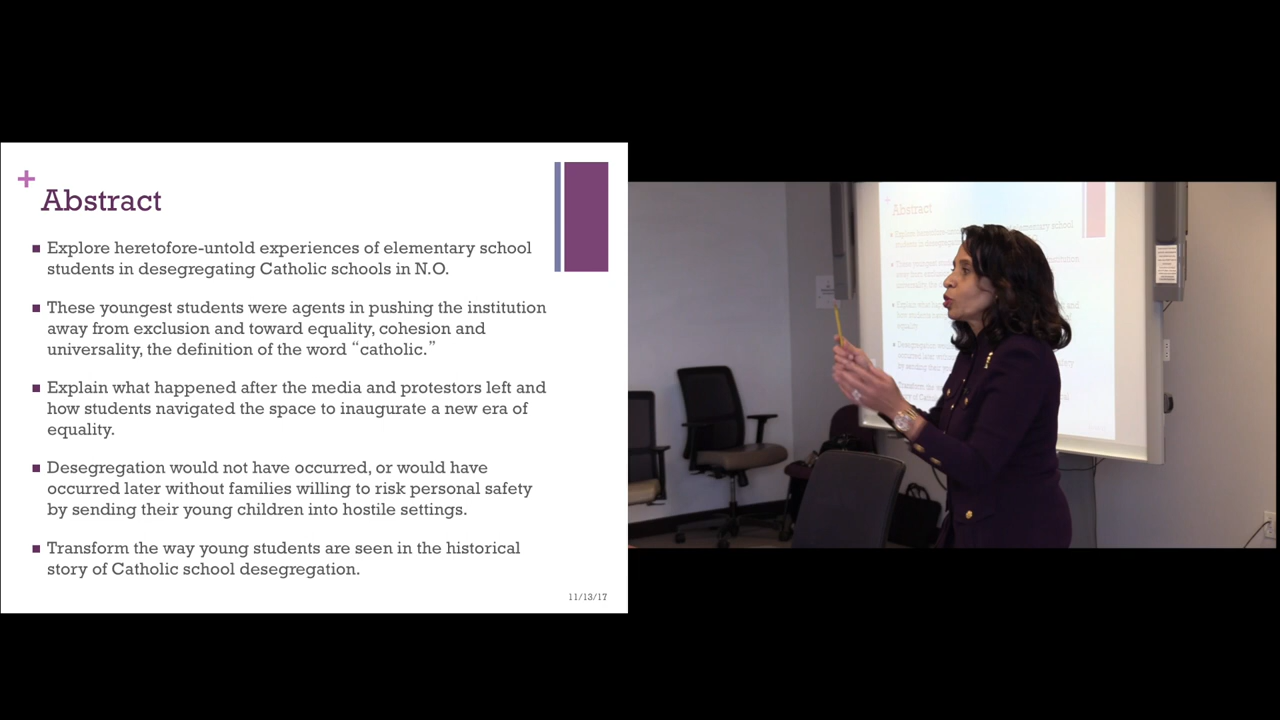 +
Abstract
■ Explore heretofore-untold experiences of elementary school
students in desegregating Catholic schools in N.O.
■ These youngest students were agents in pushing the institution
away from exclusion and toward equality, cohesion and
universality, the definition of the word “catholic.”
■ Explain what happened after the media and protestors left and
how students navigated the space to inaugurate a new era of
equality.
■ Desegregation would not have occurred, or would have
occurred later without families willing to risk personal safety
by sending their young children into hostile settings.
■ Transform the way young students are seen in the historical
story of Catholic school desegregation.
11/13/17
Abstract